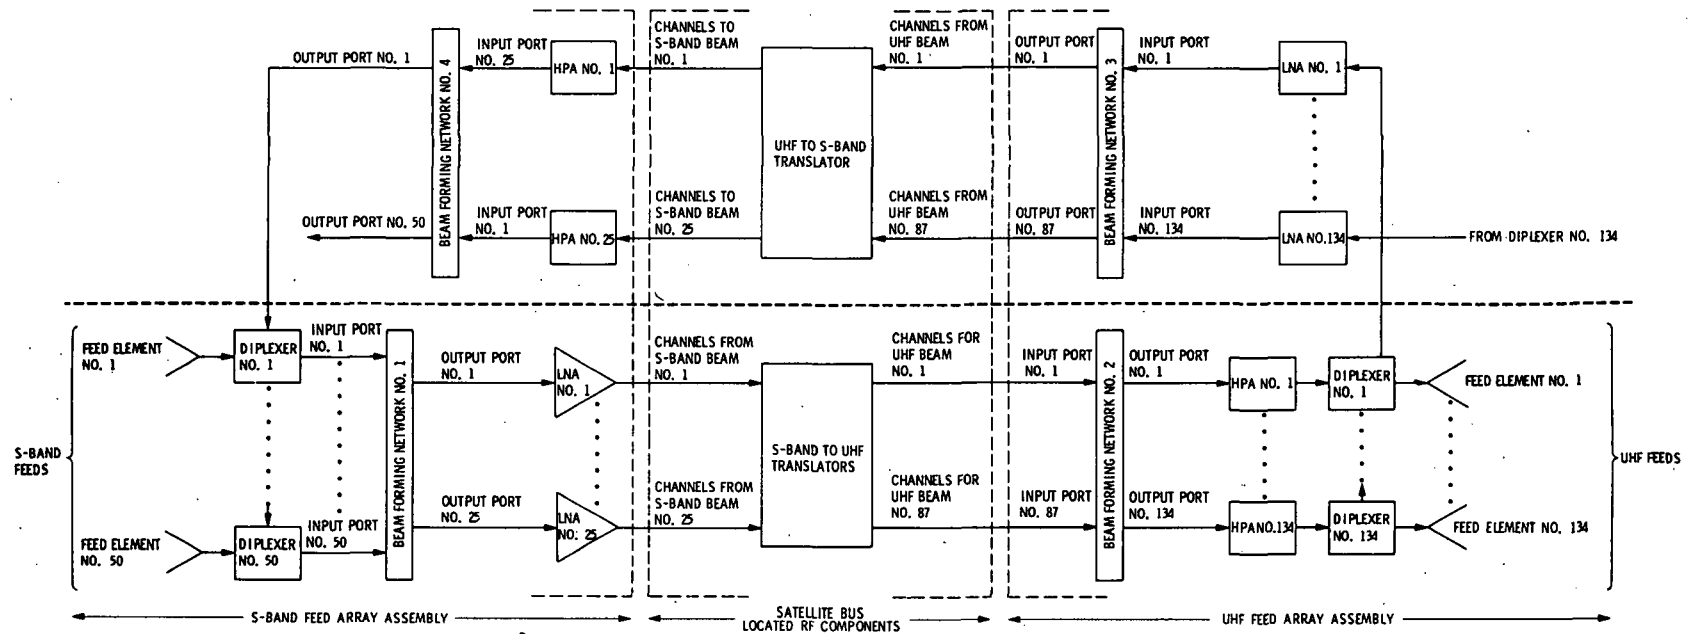 CHANNELS TO
S-BAND BEAM
NO. 1
CHANNELS FROM
UHF BEAM
NO. 1
OUTPUT PORT NO. 1
BEAM FORMING NETWORK NO. 4
INPUT PORT
NO. 25
HPA NO. 1
UHF TO S-BAND
TRANSLATOR
OUTPUT PORT
NO. 1
BEAM FORMING NETWORK NO. 3
INPUT PORT
NO. 1
LNA NO. 1
OUTPUT PORT NO. 50
INPUT PORT
NO. 1
HPA NO. 25
CHANNELS TO
S-BAND BEAM
NO. 25
CHANNELS FROM
UHF BEAM
NO. 87
OUTPUT PORT
NO. 87
INPUT PORT
NO. 134
LNA NO. 134
FROM DIPLEXER NO. 134
S-BAND
FEEDS
FEED ELEMENT
NO. 1
DIPLEXER
NO. 1
INPUT PORT
NO. 1
BEAM FORMING NETWORK NO. 1
OUTPUT PORT
NO. 1
LNA
NO. 1
CHANNELS FROM
S-BAND BEAM
NO. 1
S-BAND TO UHF
TRANSLATORS
CHANNELS FOR
UHF BEAM
NO. 1
INPUT PORT
NO. 1
BEAM FORMING NETWORK NO. 2
OUTPUT PORT
NO. 1
HPA NO. 1
DIPLEXER
NO. 1
FEED ELEMENT NO. 1
UHF FEEDS
FEED ELEMENT
NO. 50
DIPLEXER
NO. 50
INPUT PORT
NO. 50
OUTPUT PORT
NO. 25
LNA
NO. 25
CHANNELS FROM
S-BAND BEAM
NO. 25
CHANNELS FOR
UHF BEAM
NO. 87
INPUT PORT
NO. 87
OUTPUT PORT
NO. 134
HPA NO. 134
DIPLEXER
NO. 134
FEED ELEMENT NO. 134
S-BAND FEED ARRAY ASSEMBLY
SATELLITE BUS
LOCATED RF COMPONENTS
UHF FEED ARRAY ASSEMBLY